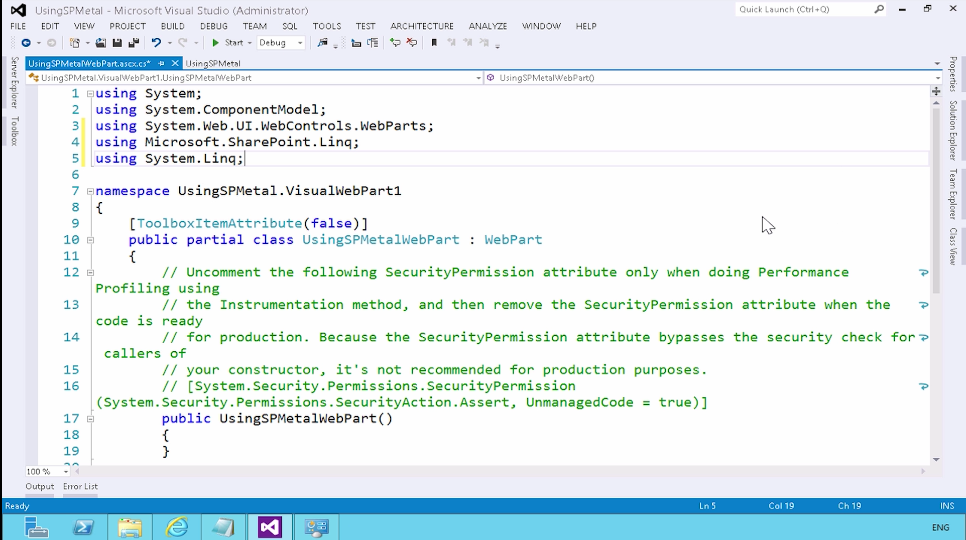 UsingSPMetal - Microsoft Visual Studio (Administrator)
Quick Launch (Ctrl+Q)
FILE EDIT VIEW PROJECT BUILD DEBUG TEAM SQL TOOLS TEST ARCHITECTURE ANALYZE WINDOW HELP
Start Debug
UsingSPMetalWebPart.ascx.cs* UsingSPMetal
UsingSPMetal.VisualWebPart1.UsingSPMetalWebPart UsingSPMetalWebPart()
1 using System;
2 using System.ComponentModel;
3 using System.Web.UI.WebControls.WebParts;
4 using Microsoft.SharePoint.Linq;
5 using System.Linq;
6
7 namespace UsingSPMetal.VisualWebPart1
8 {
9 [ToolboxItemAttribute(false)]
10 public partial class UsingSPMetalWebPart : WebPart
11 {
12 // Uncomment the following SecurityPermission attribute only when doing Performance
Profiling using
13 // the Instrumentation method, and then remove the SecurityPermission attribute when the
code is ready
14 // for production. Because the SecurityPermission attribute bypasses the security check for
callers of
15 // your constructor, it's not recommended for production purposes.
16 // [System.Security.Permissions.SecurityPermission
(System.Security.Permissions.SecurityAction.Assert, UnmanagedCode = true)]
17 public UsingSPMetalWebPart()
18 {
19 }
100 %
Output Error List
Ready Ln 5 Col 19 Ch 19 INS
ENG
Server Explorer
Toolbox
Properties
Solution Explorer
Team Explorer
Class View